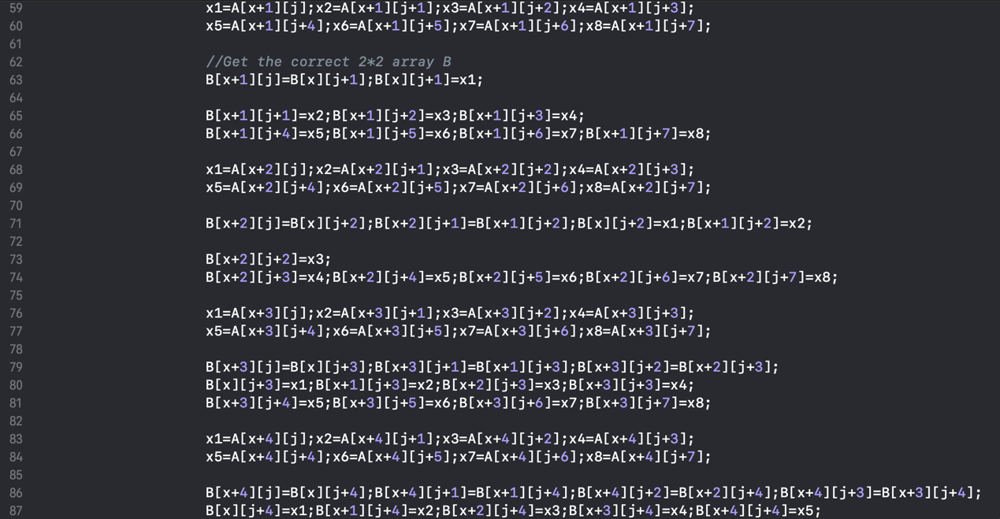 59 x1=A[x+1][j];x2=A[x+1][j+1];x3=A[x+1][j+2];x4=A[x+1][j+3];
60 x5=A[x+1][j+4];x6=A[x+1][j+5];x7=A[x+1][j+6];x8=A[x+1][j+7];
61
62 //Get the correct 2*2 array B
63 B[x+1][j]=B[x][j+1];B[x][j+1]=x1;
64
65 B[x+1][j+1]=x2;B[x+1][j+2]=x3;B[x+1][j+3]=x4;
66 B[x+1][j+4]=x5;B[x+1][j+5]=x6;B[x+1][j+6]=x7;B[x+1][j+7]=x8;
67
68 x1=A[x+2][j];x2=A[x+2][j+1];x3=A[x+2][j+2];x4=A[x+2][j+3];
69 x5=A[x+2][j+4];x6=A[x+2][j+5];x7=A[x+2][j+6];x8=A[x+2][j+7];
70
71 B[x+2][j]=B[x][j+2];B[x+2][j+1]=B[x+1][j+2];B[x][j+2]=x1;B[x+1][j+2]=x2;
72
73 B[x+2][j+2]=x3;
74 B[x+2][j+3]=x4;B[x+2][j+4]=x5;B[x+2][j+5]=x6;B[x+2][j+6]=x7;B[x+2][j+7]=x8;
75
76 x1=A[x+3][j];x2=A[x+3][j+1];x3=A[x+3][j+2];x4=A[x+3][j+3];
77 x5=A[x+3][j+4];x6=A[x+3][j+5];x7=A[x+3][j+6];x8=A[x+3][j+7];
78
79 B[x+3][j]=B[x][j+3];B[x+3][j+1]=B[x+1][j+3];B[x+3][j+2]=B[x+2][j+3];
80 B[x][j+3]=x1;B[x+1][j+3]=x2;B[x+2][j+3]=x3;B[x+3][j+3]=x4;
81 B[x+3][j+4]=x5;B[x+3][j+5]=x6;B[x+3][j+6]=x7;B[x+3][j+7]=x8;
82
83 x1=A[x+4][j];x2=A[x+4][j+1];x3=A[x+4][j+2];x4=A[x+4][j+3];
84 x5=A[x+4][j+4];x6=A[x+4][j+5];x7=A[x+4][j+6];x8=A[x+4][j+7];
85
86 B[x+4][j]=B[x][j+4];B[x+4][j+1]=B[x+1][j+4];B[x+4][j+2]=B[x+2][j+4];B[x+4][j+3]=B[x+3][j+4];
87 B[x][j+4]=x1;B[x+1][j+4]=x2;B[x+2][j+4]=x3;B[x+3][j+4]=x4;B[x+4][j+4]=x5;